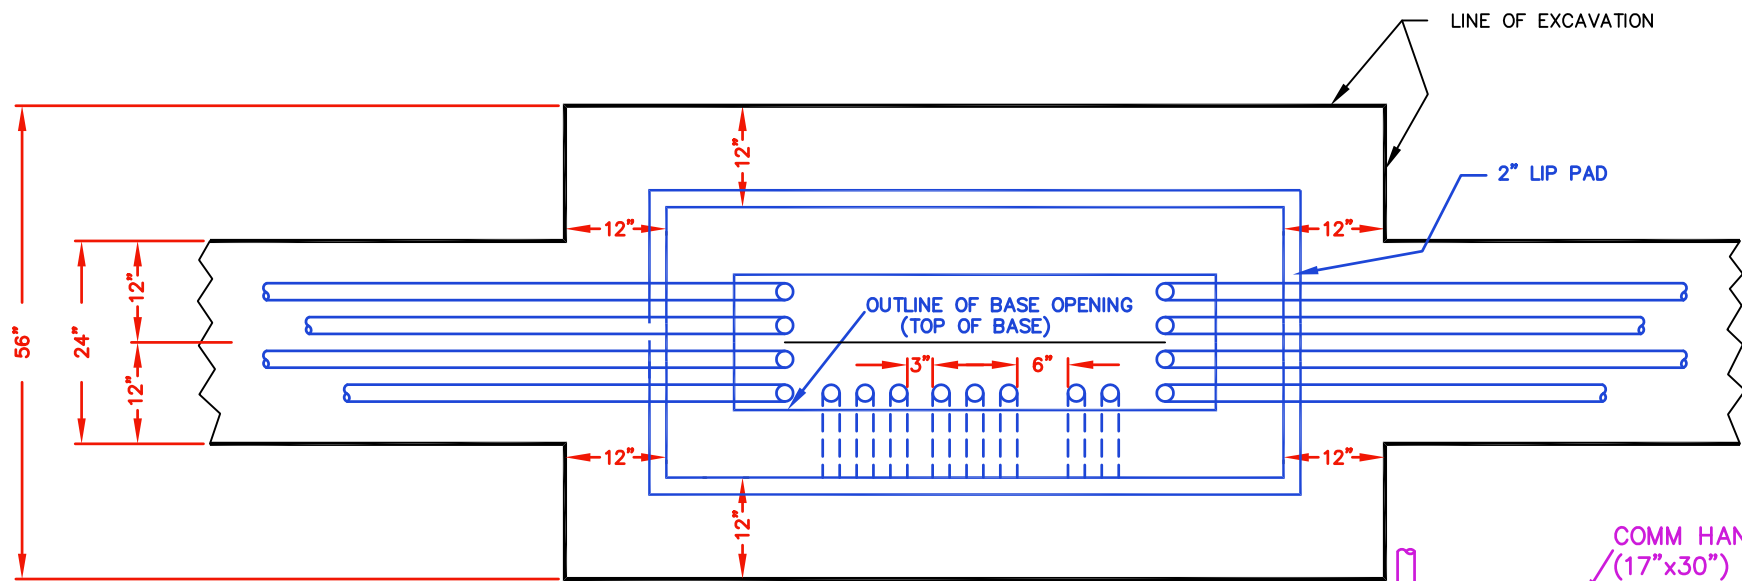 LINE OF EXCAVATION
12"
2" LIP PAD
12"
12"
12"
OUTLINE OF BASE OPENING
(TOP OF BASE)
56"
24"
3"
6"
12"
12"
12"
12"
COMM HAN
(17"x30")